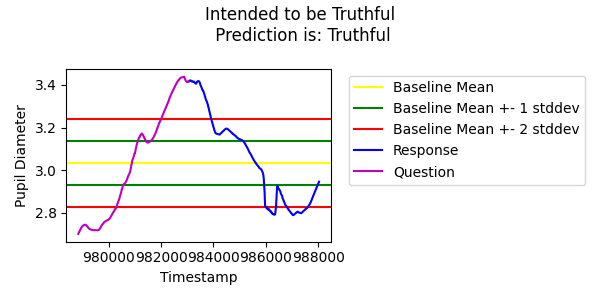 Intended to be Truthful
Prediction is: Truthful
Pupil Diameter
3.4
3.2
3.0
2.8
980000 982000 984000 986000 988000
Timestamp
Baseline Mean
Baseline Mean +- 1 stddev
Baseline Mean +- 2 stddev
Response
Question